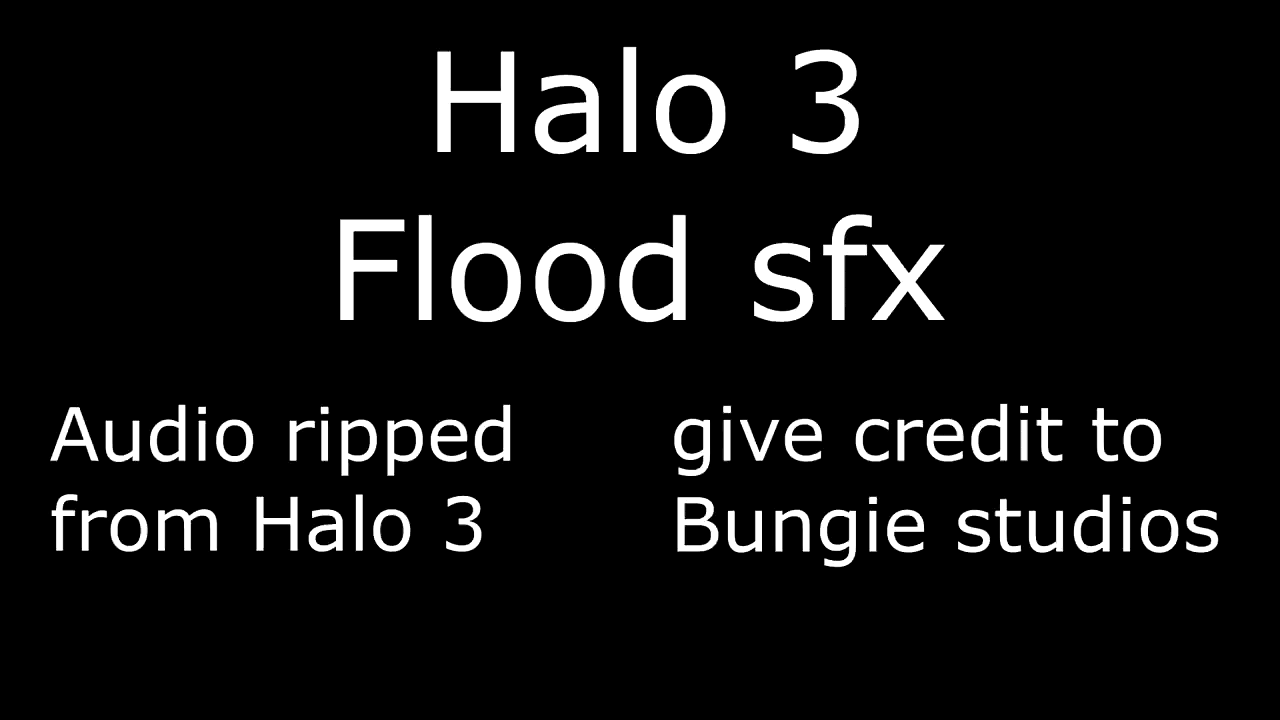 Halo 3
Flood sfx
Audio ripped
from Halo 3
give credit to
Bungie studios